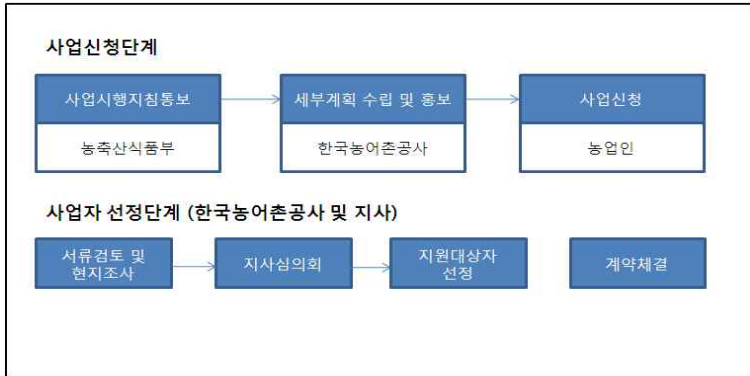 사업신청단계
사업시행지침통보
세부계획 수립 및 홍보
사업신청
농축산식품부
한국농어촌공사
농업인
사업자 선정단계 (한국농어촌공사 및 지사)
서류검토 및
현지조사
지사심의회
지원대상자
선정
계약체결